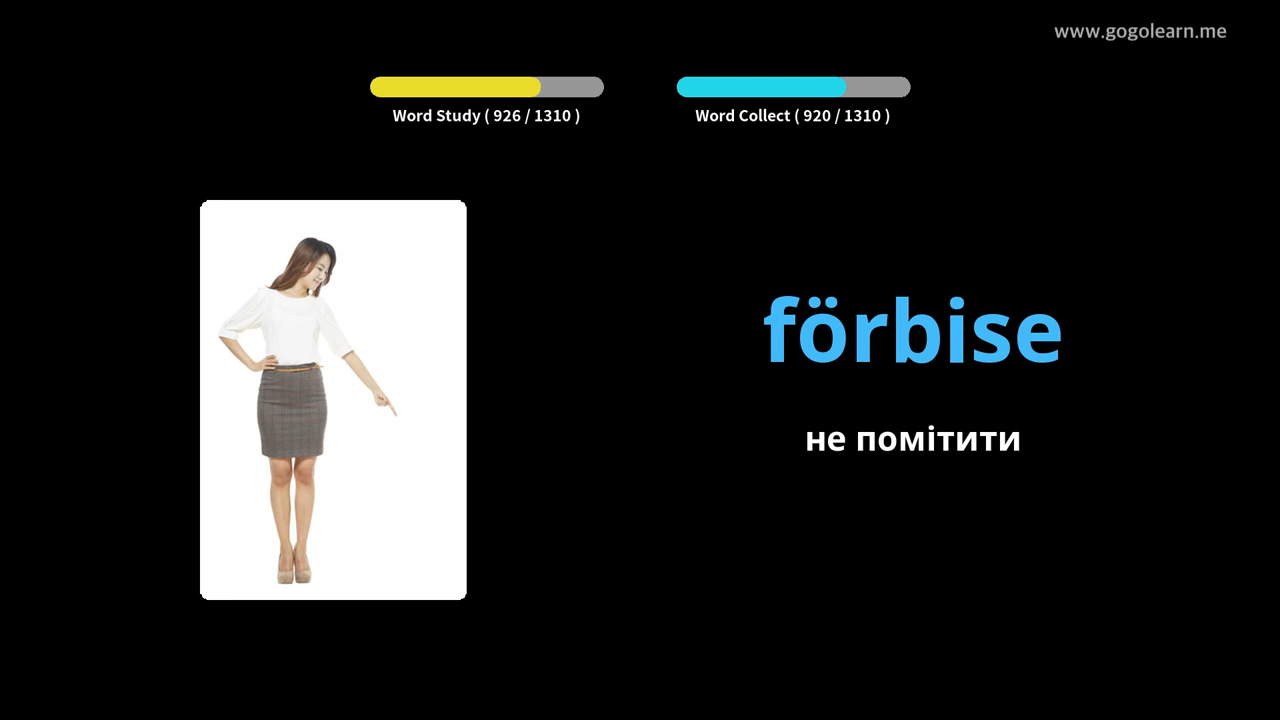 www.gogolearn.me
Word Study ( 926 / 1310 )
Word Collect ( 920 / 1310 )
förbise
не помітити